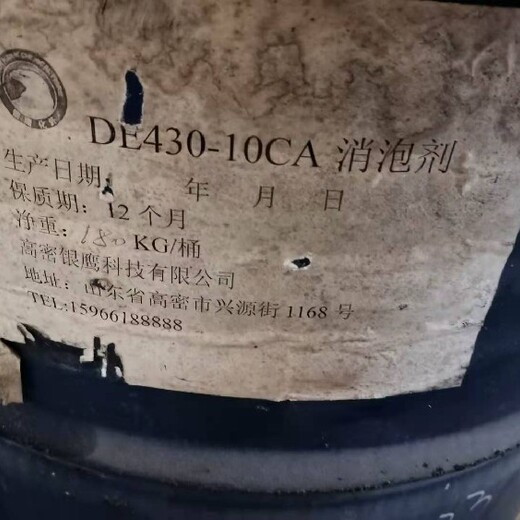 DE430-10CA 消泡剂
生产日期: 年 月 日
保质期: 12 个月
净重: 180 KG/桶
高密银鹰科技有限公司
地址: 山东省高密市兴源街 1168 号
TEL:15966188888